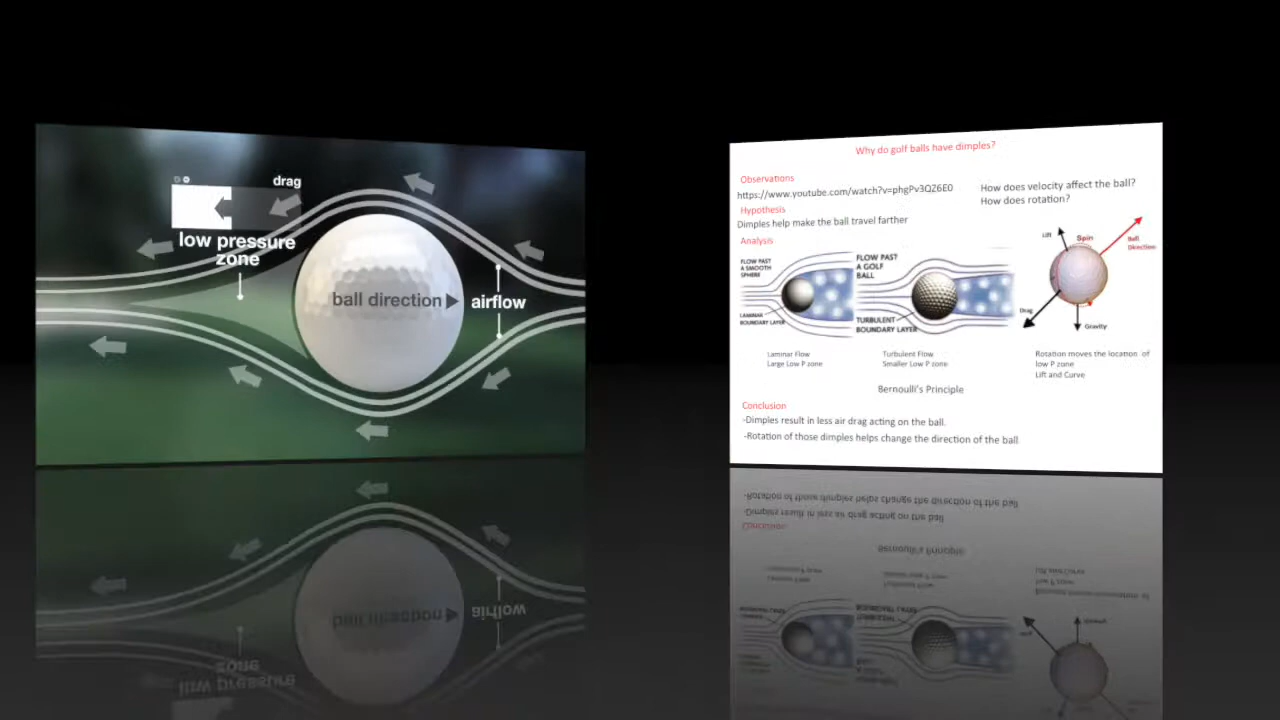 drag
low pressure
zone
ball direction
airflow
Why do golf balls have dimples?
Observations
https://www.youtube.com/watch?v=phgPv3QZ6E0
How does velocity affect the ball?
How does rotation?
Hypothesis
Dimples help make the ball travel farther
Analysis
FLOW PAST
A SMOOTH
SPHERE
LAMINAR
BOUNDARY LAYER
FLOW PAST
A GOLF
BALL
TURBULENT
BOUNDARY LAYER
Lift
Spin
Ball
Direction
Drag
Gravity
Laminar Flow
Large Low P zone
Turbulent Flow
Smaller Low P zone
Rotation moves the location of
low P zone
Lift and Curve
Bernoulli's Principle
Conclusion
-Dimples result in less air drag acting on the ball.
-Rotation of those dimples helps change the direction of the ball